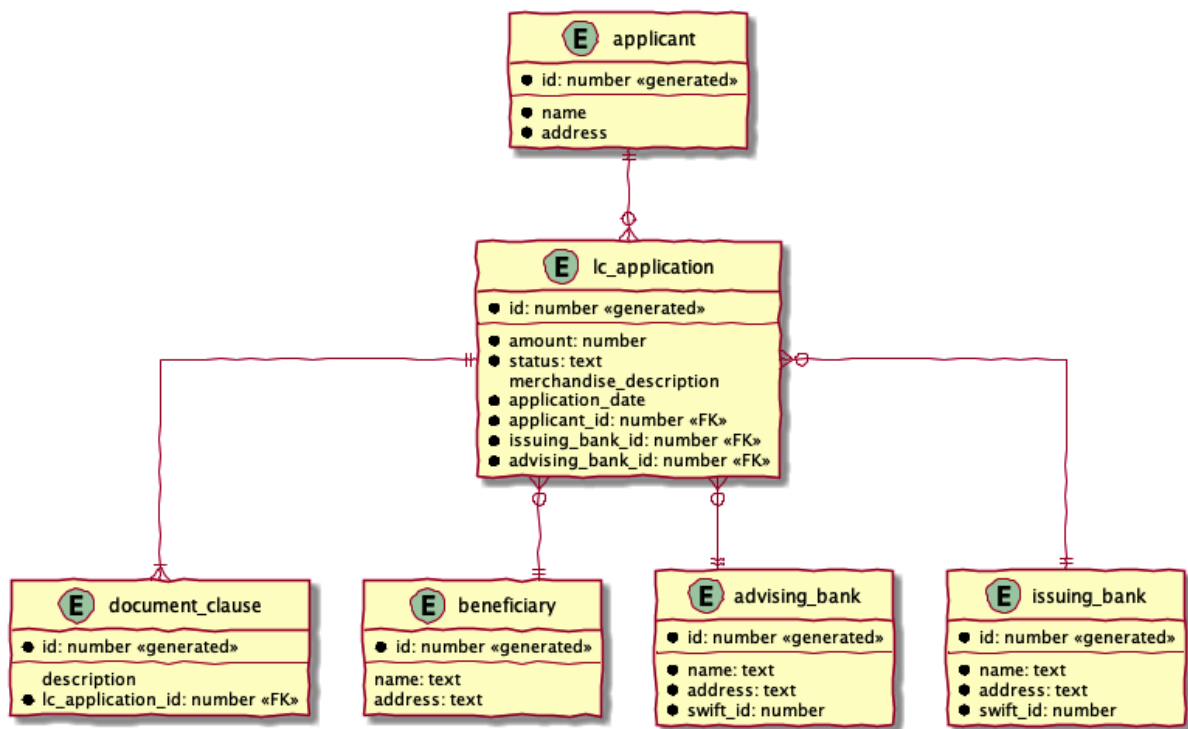 E applicant
id: number «generated»
name
address
E lc_application
id: number «generated»
amount: number
status: text
merchandise_description
application_date
applicant_id: number «FK»
issuing_bank_id: number «FK»
advising_bank_id: number «FK»
E document_clause
id: number «generated»
description
lc_application_id: number «FK»
E beneficiary
id: number «generated»
name: text
address: text
E advising_bank
id: number «generated»
name: text
address: text
swift_id: number
E issuing_bank
id: number «generated»
name: text
address: text
swift_id: number